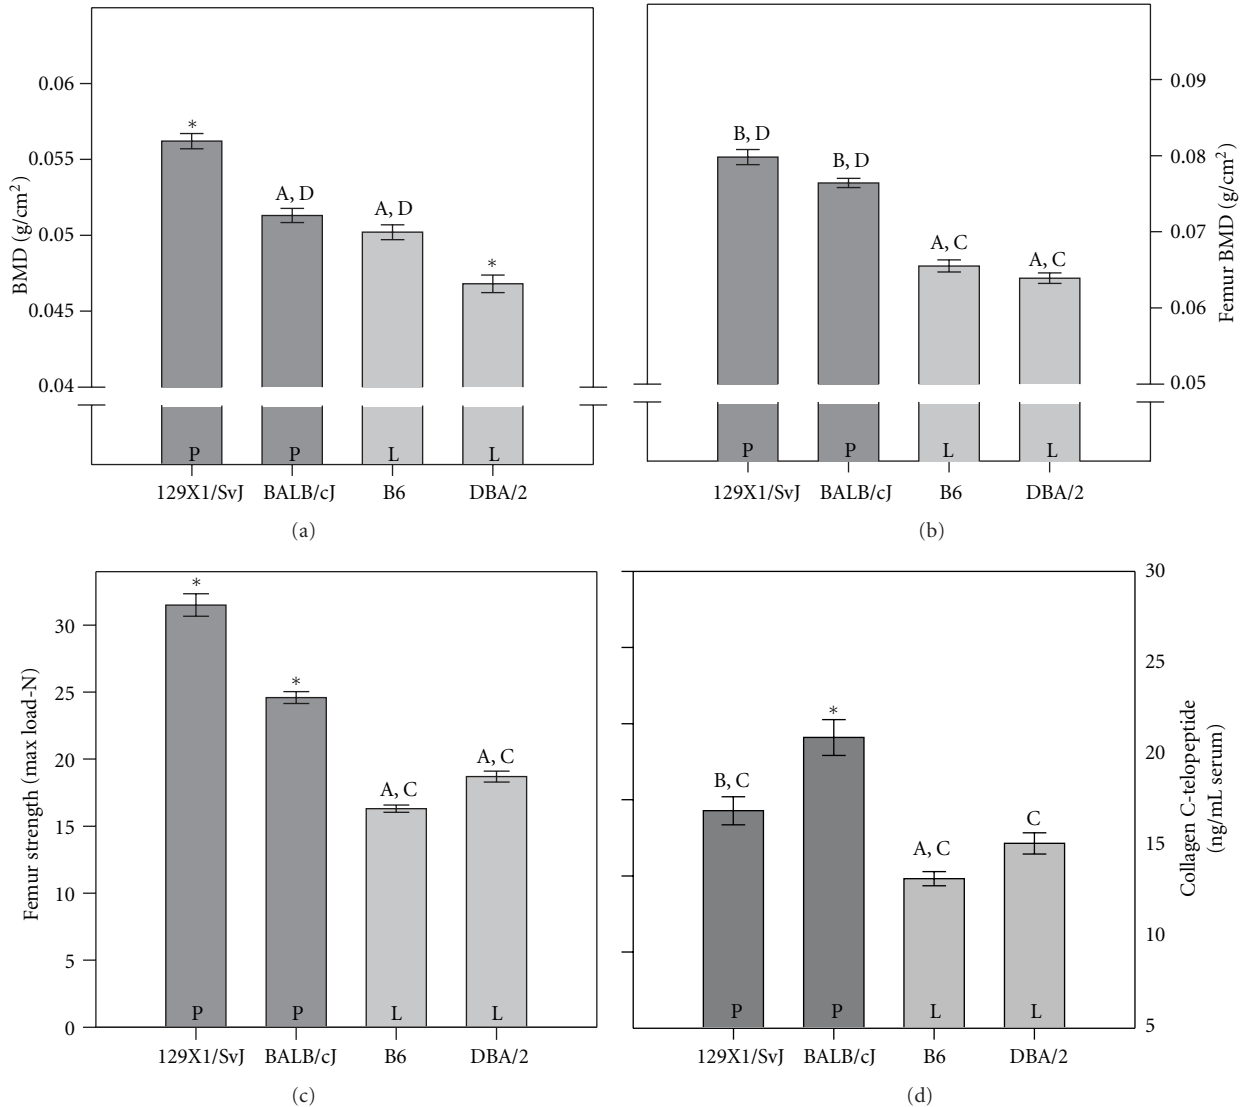 0.06
0.055
0.05
0.045
0.04
BMD (g/cm²)
*
A, D
A, D
*
P
P
L
L
129X1/SvJ
BALB/cJ
B6
DBA/2
(a)
B, D
B, D
A, C
A, C
0.09
0.08
0.07
0.06
0.05
Femur BMD (g/cm²)
P
P
L
L
129X1/SvJ
BALB/cJ
B6
DBA/2
(b)
30
25
20
15
10
5
0
Femur strength (max load-N)
*
*
A, C
A, C
P
P
L
L
129X1/SvJ
BALB/cJ
B6
DBA/2
(c)
B, C
*
A, C
C
30
25
20
15
10
5
Collagen C-telopeptide
(ng/mL serum)
P
P
L
L
129X1/SvJ
BALB/cJ
B6
DBA/2
(d)